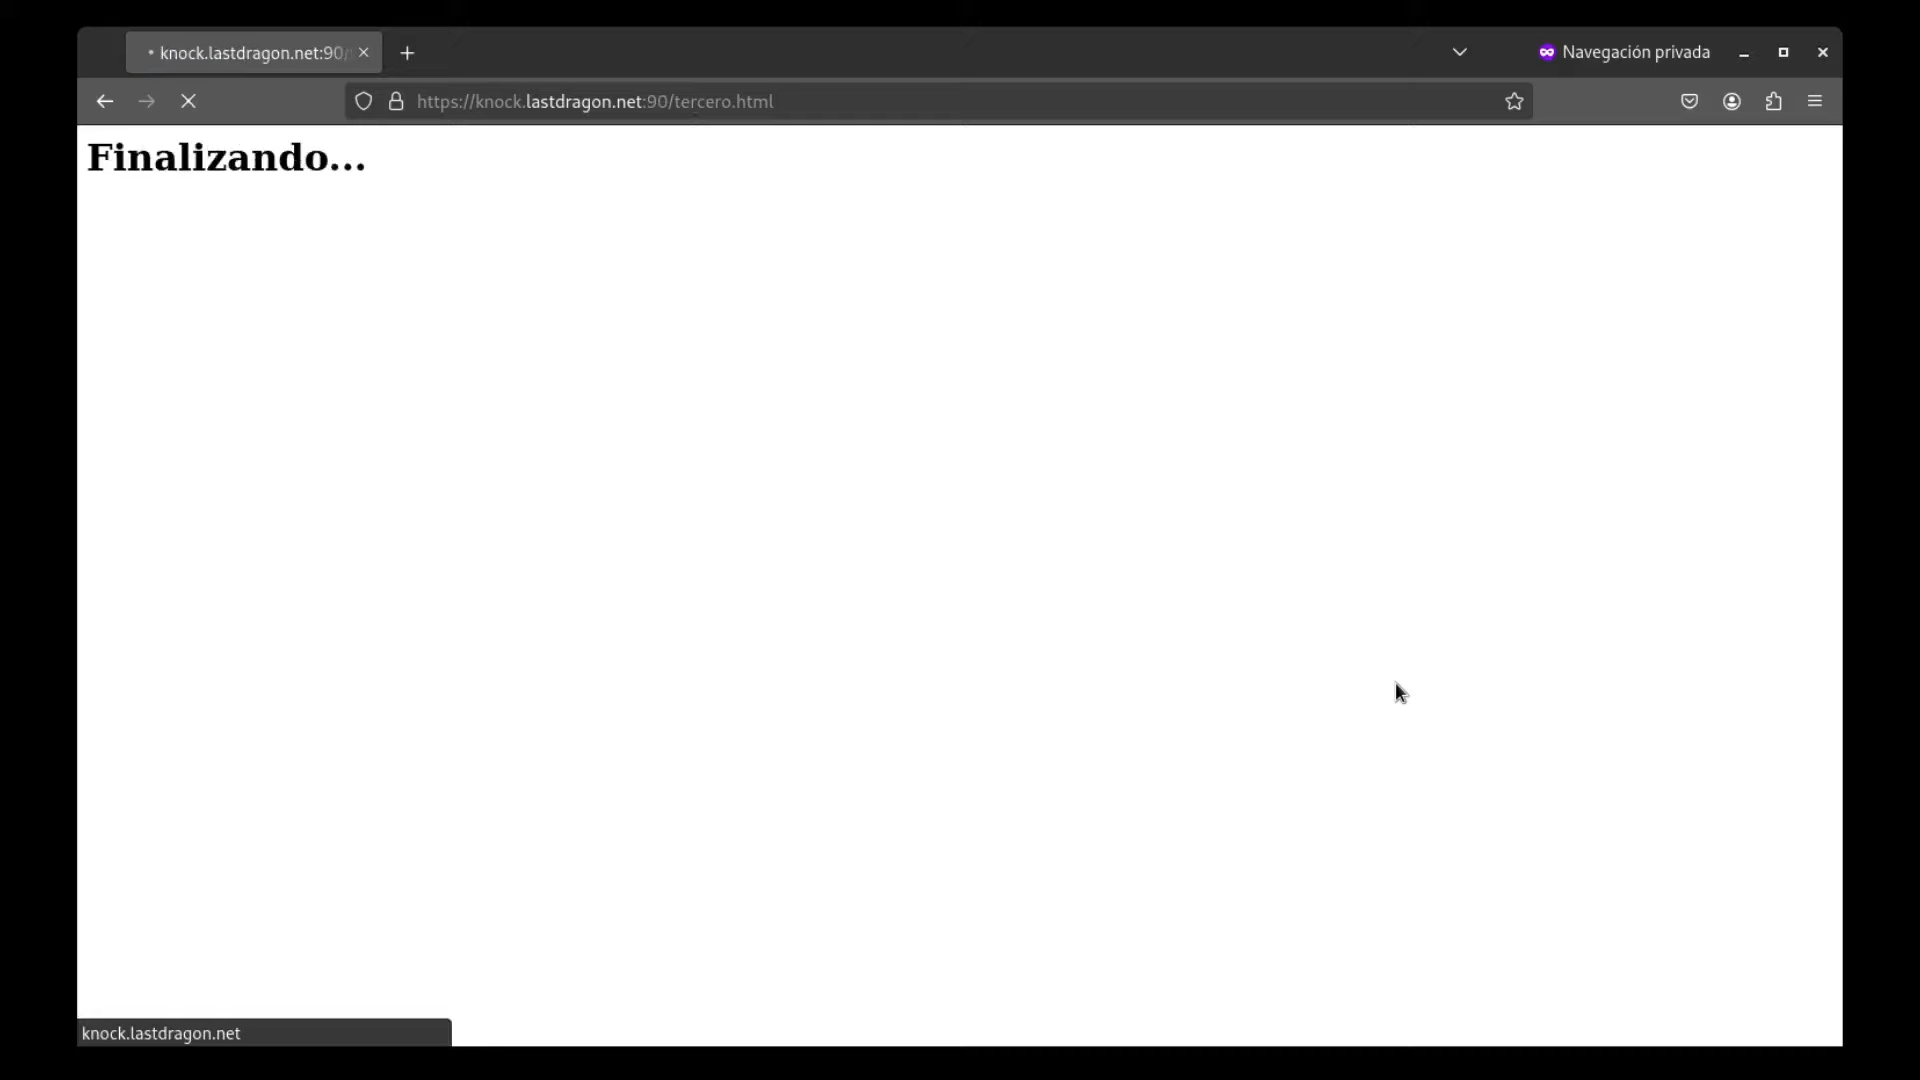 knock.lastdragon.net:90/
Navegación privada
https://knock.lastdragon.net:90/tercero.html
Finalizando...
knock.lastdragon.net